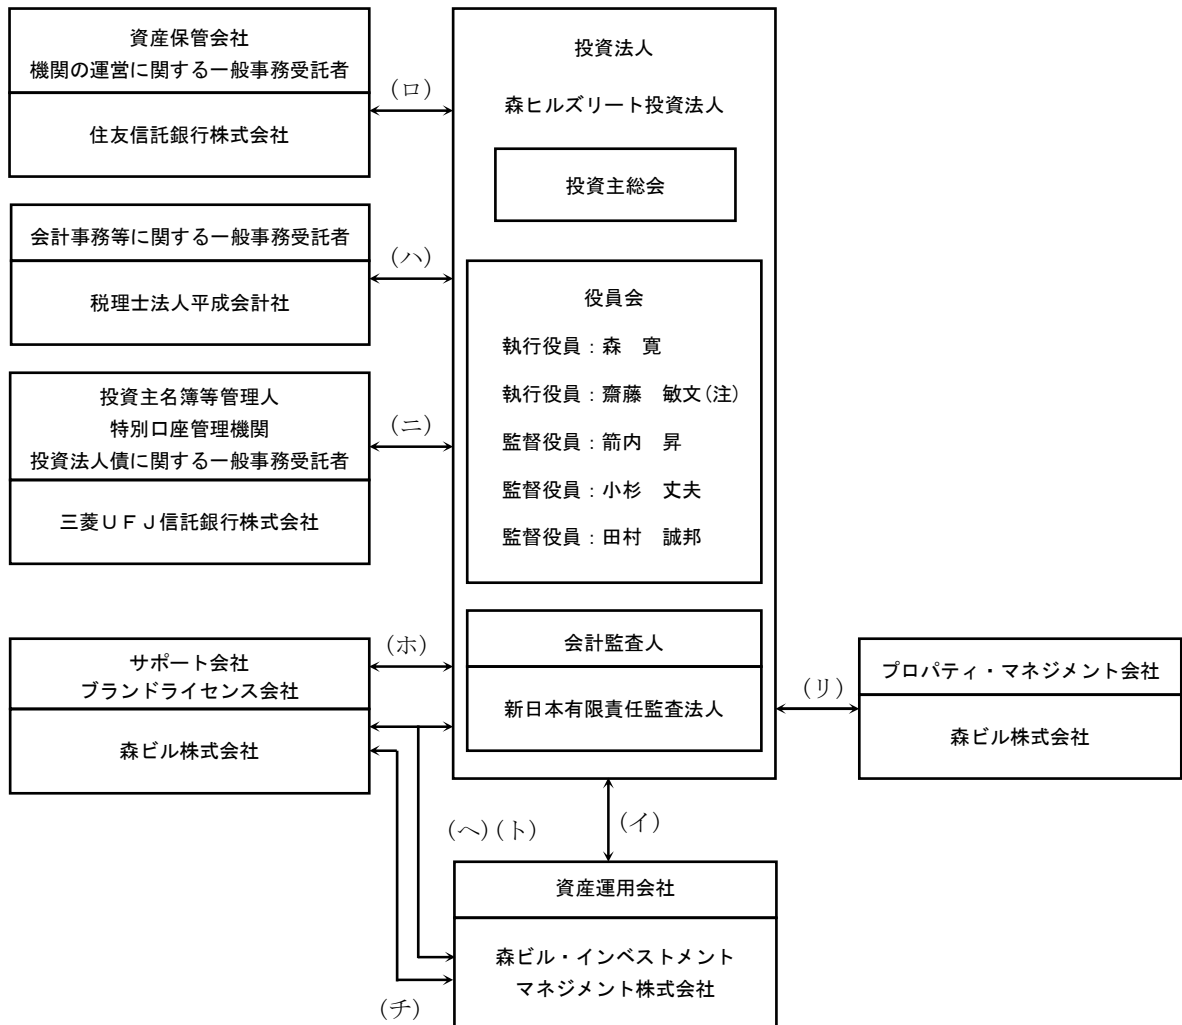 資産保管会社
機関の運営に関する一般事務受託者
住友信託銀行株式会社
(ロ)
会計事務等に関する一般事務受託者
税理士法人平成会計社
(ハ)
投資主名簿等管理人
特別口座管理機関
投資法人債に関する一般事務受託者
三菱UFJ信託銀行株式会社
(ニ)
サポート会社
ブランドライセンス会社
森ビル株式会社
(ホ)
投資法人
森ヒルズリート投資法人
投資主総会
役員会
執行役員：森　寛
執行役員：齋藤　敏文(注)
監督役員：箭内　昇
監督役員：小杉　丈夫
監督役員：田村　誠邦
会計監査人
新日本有限責任監査法人
(リ)
プロパティ・マネジメント会社
森ビル株式会社
(ヘ)(ト)
(イ)
資産運用会社
森ビル・インベストメント
マネジメント株式会社
(チ)